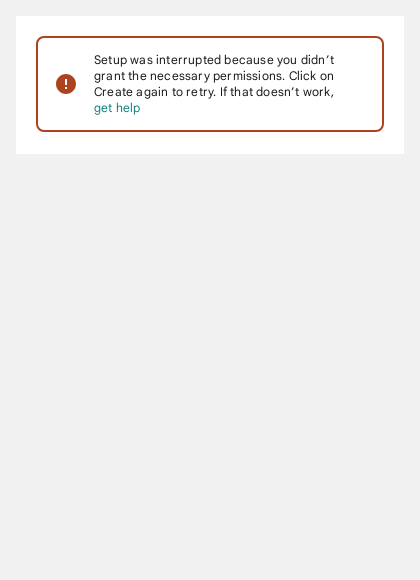 Setup was interrupted because you didn’t
grant the necessary permissions. Click on
Create again to retry. If that doesn’t work,
get help